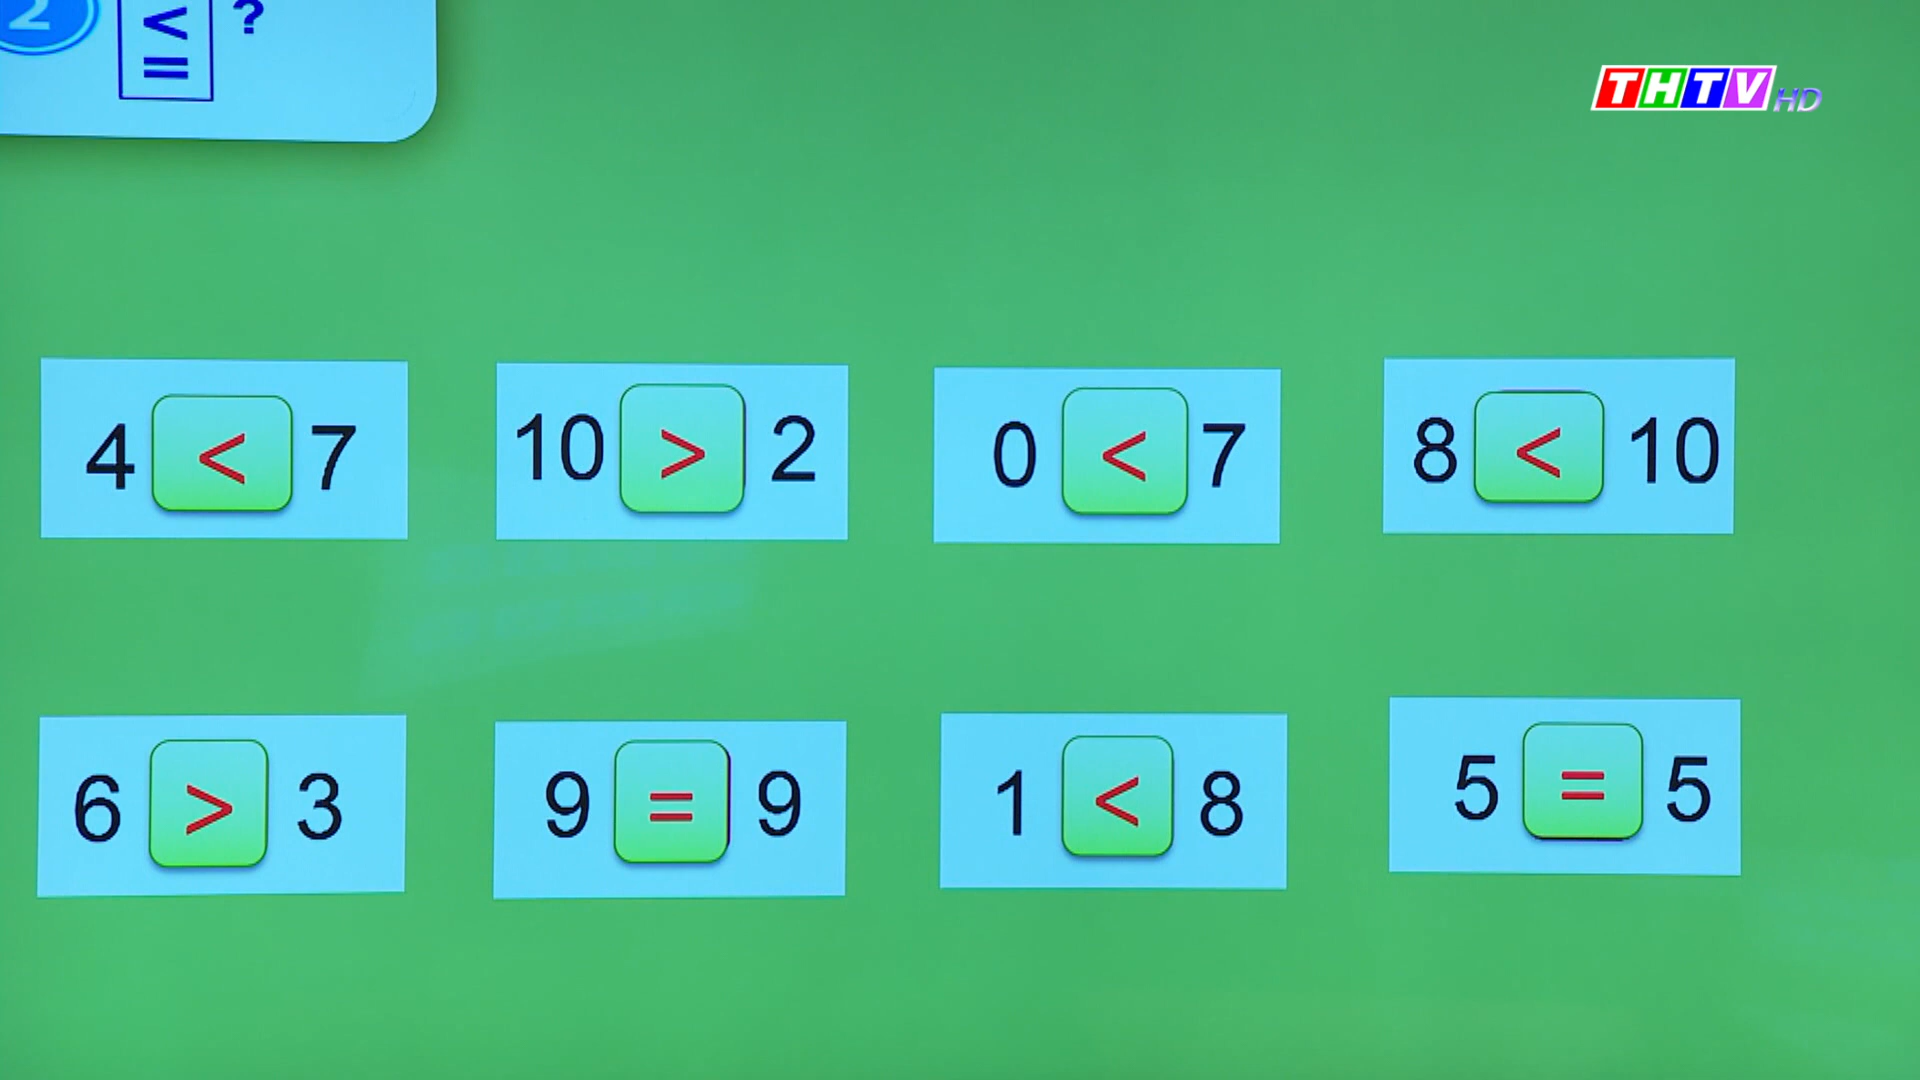 2 < ?
=
THTV HD
4 < 7
10 > 2
0 < 7
8 < 10
6 > 3
9 = 9
1 < 8
5 = 5